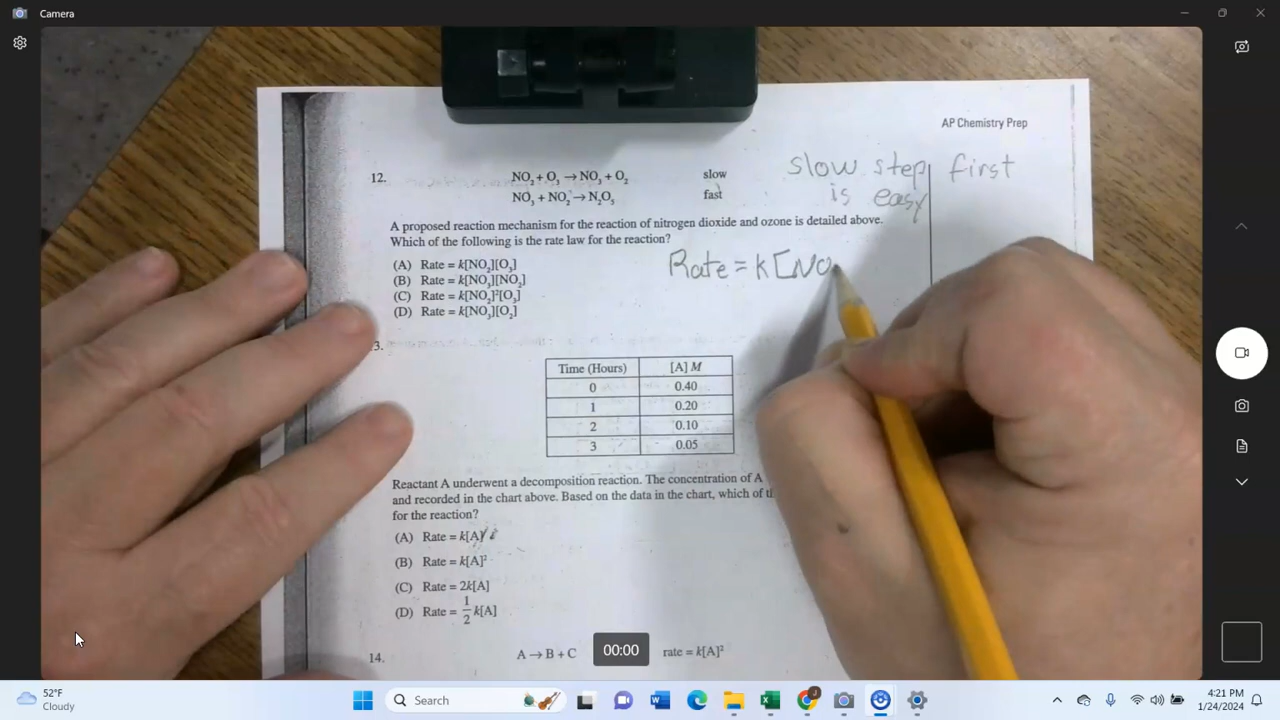 Camera
AP Chemistry Prep
slow step first
is easy
12.
NO₂ + O₃ → NO₃ + O₂ slow
NO₃ + NO₂ → N₂O₅ fast
A proposed reaction mechanism for the reaction of nitrogen dioxide and ozone is detailed above.
Which of the following is the rate law for the reaction?
(A) Rate = k[NO₂][O₃]
(B) Rate = k[NO₃][NO₂]
(C) Rate = k[NO₂]²[O₃]
(D) Rate = k[NO₃][O₂]
Rate = k [NO
3.
Time (Hours) [A] M
0 0.40
1 0.20
2 0.10
3 0.05
Reactant A underwent a decomposition reaction. The concentration of A
and recorded in the chart above. Based on the data in the chart, which of
for the reaction?
(A) Rate = k[A]
(B) Rate = k[A]²
(C) Rate = 2k[A]
(D) Rate = 1/2 k[A]
14.
A → B + C rate = k[A]²
00:00
52°F
Cloudy
Search
4:21 PM
1/24/2024